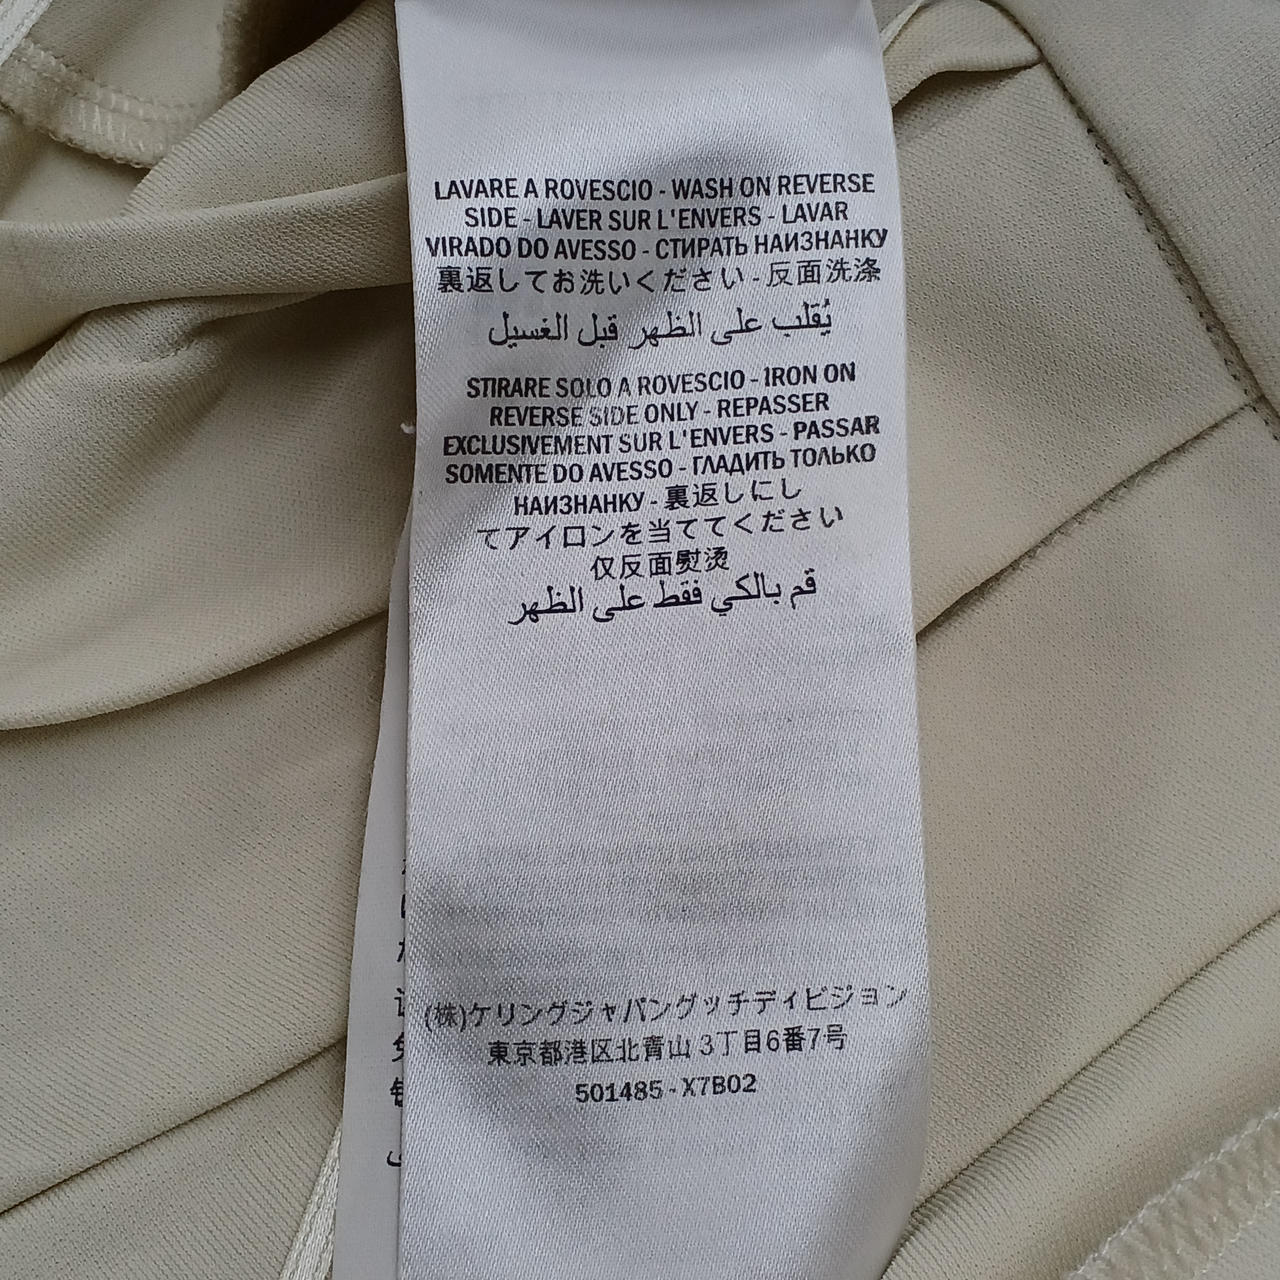 LAVARE A ROVESCIO - WASH ON REVERSE
SIDE - LAVER SUR L'ENVERS - LAVAR
VIRADO DO AVESSO - СТИРАТЬ НАИЗНАНКУ
裏返してお洗いください - 反面洗涤
يُقلب على الظهر قبل الغسيل
STIRARE SOLO A ROVESCIO - IRON ON
REVERSE SIDE ONLY - REPASSER
EXCLUSIVEMENT SUR L'ENVERS - PASSAR
SOMENTE DO AVESSO - ГЛАДИТЬ ТОЛЬКО
НАИЗНАНКУ - 裏返しにし
てアイロンを当ててください
仅反面熨烫
قم بالكي فقط على الظهر
(株)ケリングジャパングッチディビジョン
東京都港区北青山 3丁目6番7号
501485 - X7B02